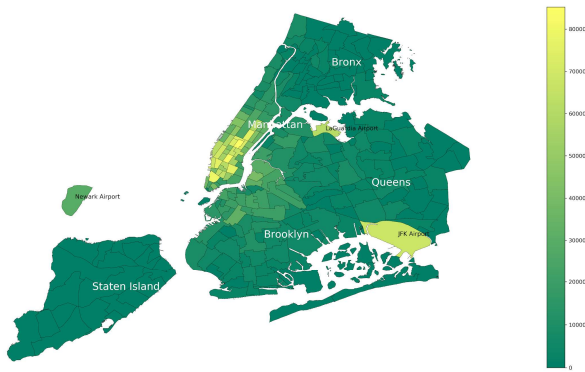 Bronx
Manhattan
LaGuardia Airport
Queens
Newark Airport
JFK Airport
Brooklyn
Staten Island
80000
70000
60000
50000
40000
30000
20000
10000
0